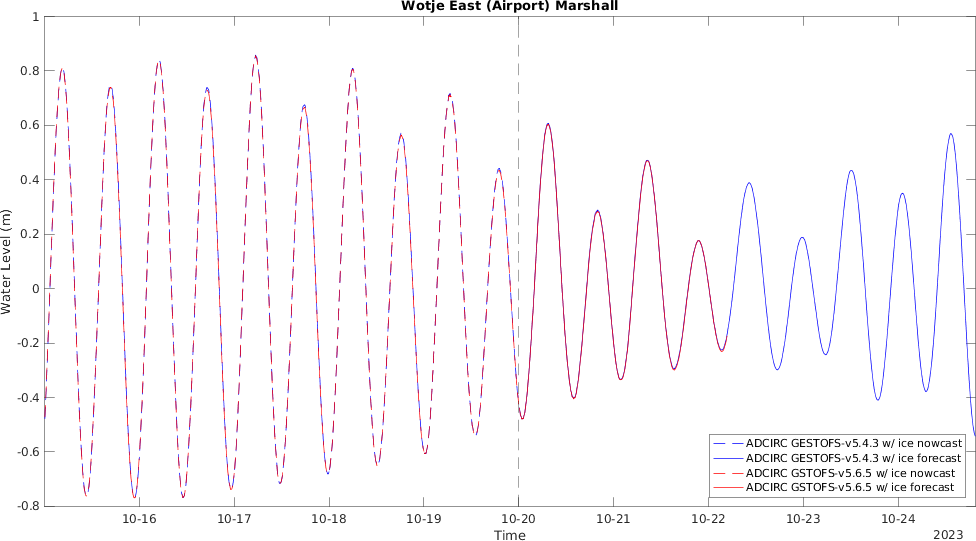 Wotje East (Airport) Marshall
1
0.8
0.6
0.4
0.2
0
-0.2
-0.4
-0.6
-0.8
Water Level (m)
ADCIRC GESTOFS-v5.4.3 w/ ice nowcast
ADCIRC GESTOFS-v5.4.3 w/ ice forecast
ADCIRC GSTOFS-v5.6.5 w/ ice nowcast
ADCIRC GSTOFS-v5.6.5 w/ ice forecast
10-16 10-17 10-18 10-19 10-20 10-21 10-22 10-23 10-24
Time
2023